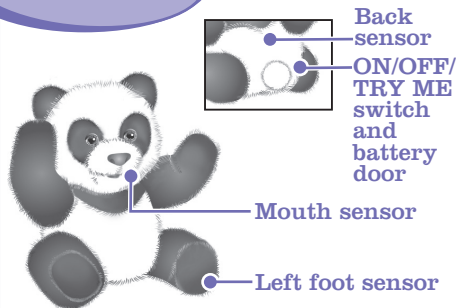 Back
sensor
ON/OFF/
TRY ME
switch
and
battery
door
Mouth sensor
Left foot sensor